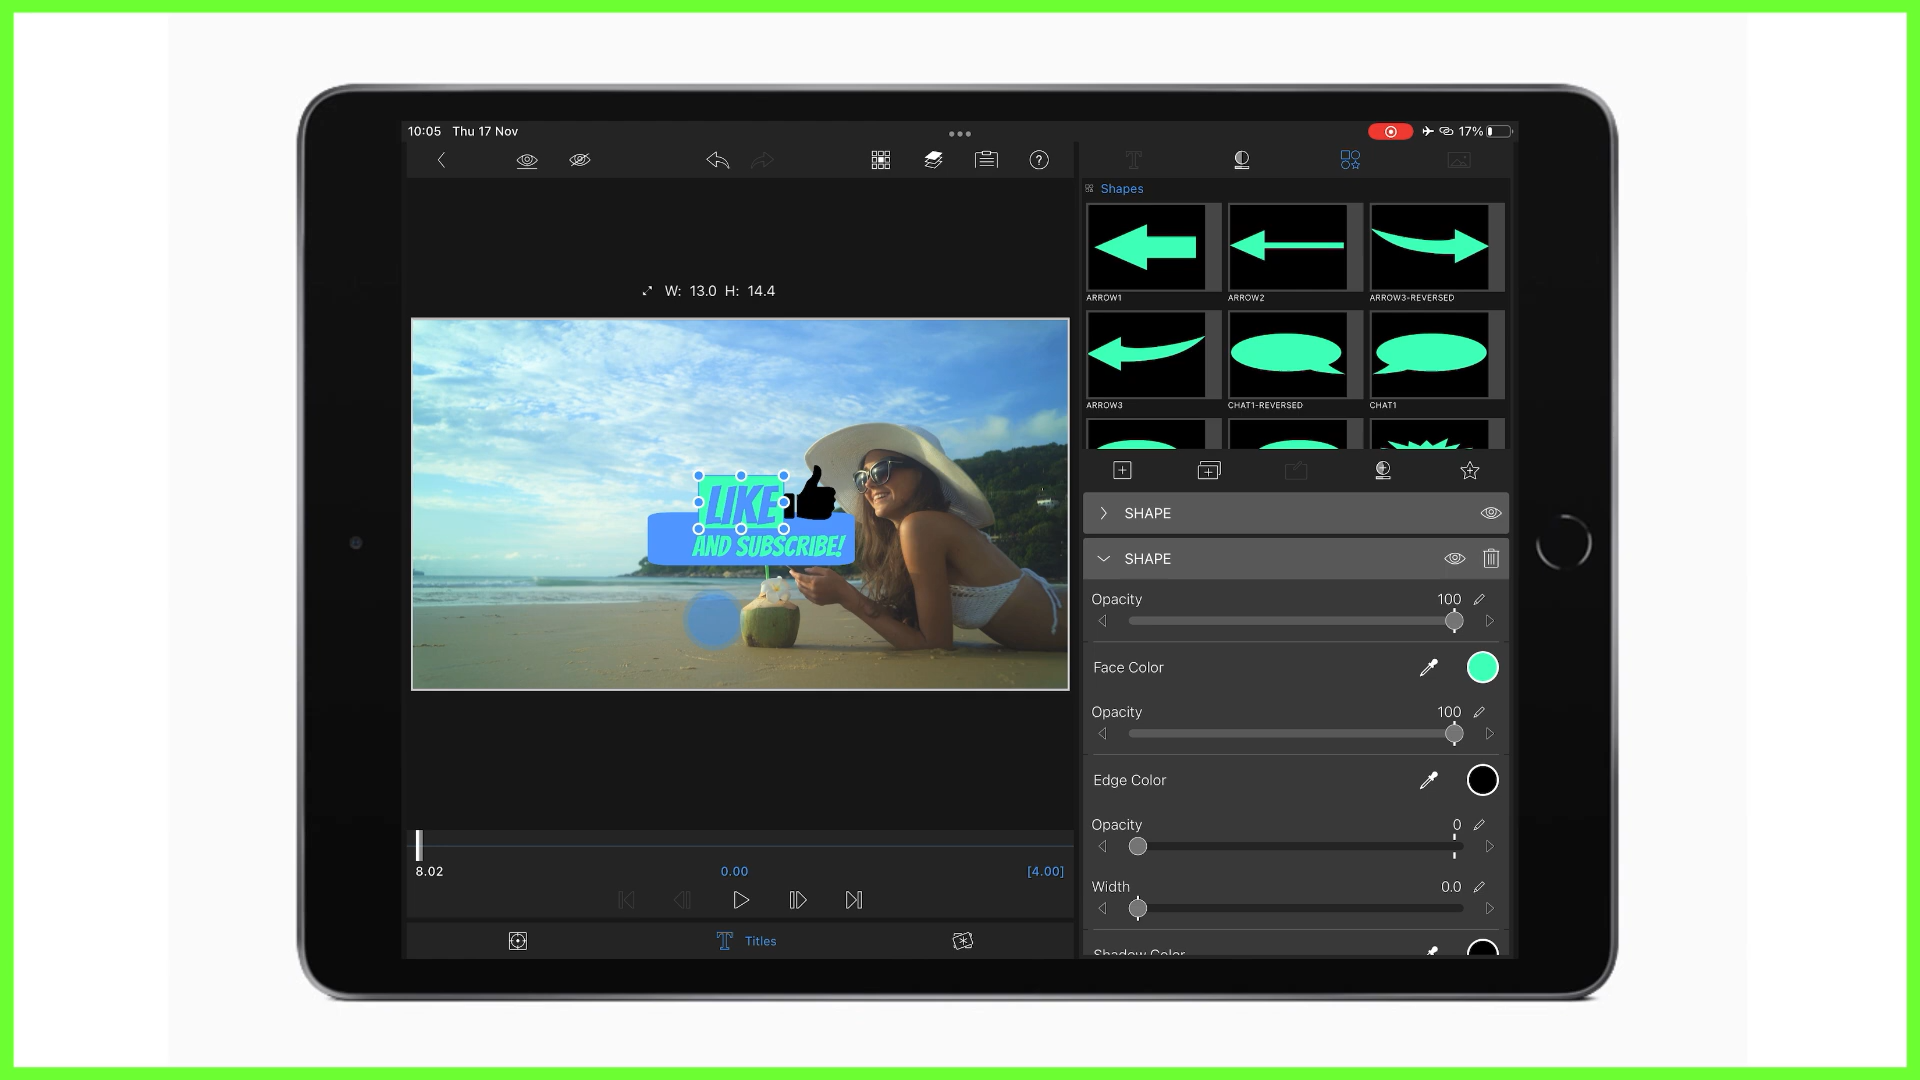 10:05 Thu 17 Nov
17%
Shapes
W: 13.0 H: 14.4
ARROW1
ARROW2
ARROW3-REVERSED
ARROW3
CHAT1-REVERSED
CHAT1
LIKE
AND SUBSCRIBE!
SHAPE
SHAPE
Opacity 100
Face Color
Opacity 100
Edge Color
Opacity 0
Width 0.0
Shadow Color
8.02 0.00 [4.00]
T Titles